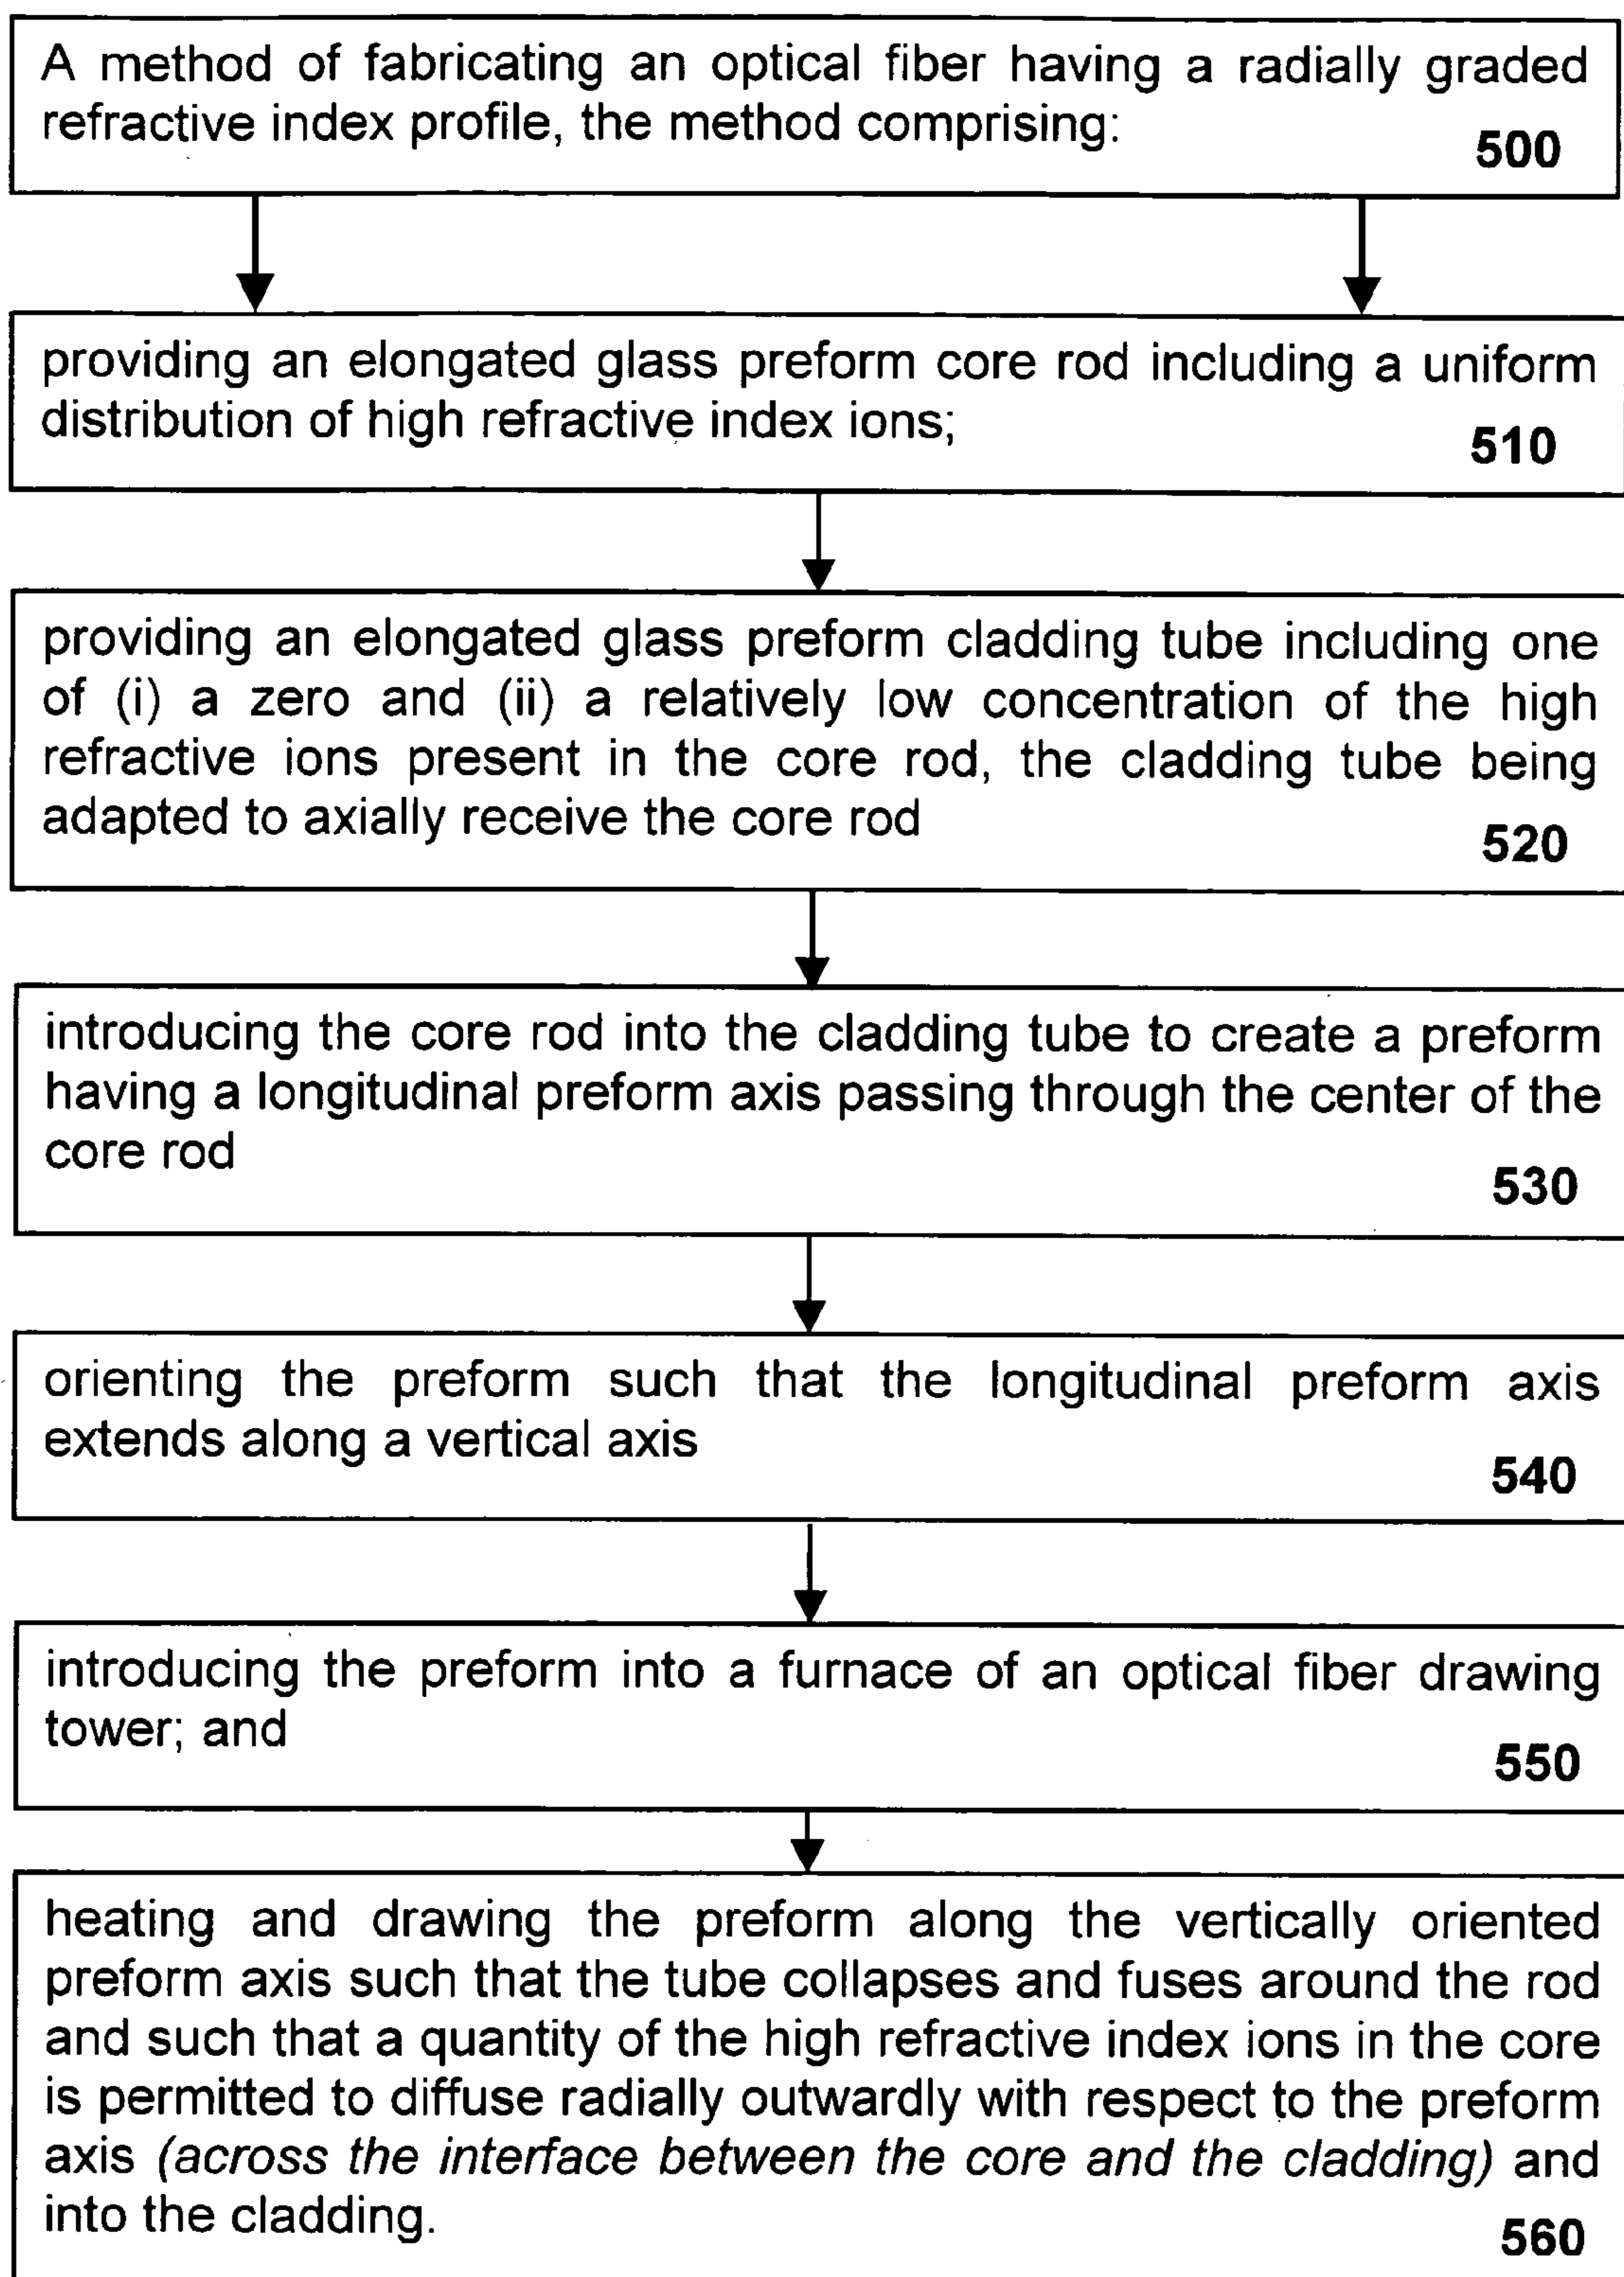 A method of fabricating an optical fiber having a radially graded
refractive index profile, the method comprising:
500
providing an elongated glass preform core rod including a uniform
distribution of high refractive index ions;
510
providing an elongated glass preform cladding tube including one
of (i) a zero and (ii) a relatively low concentration of the high
refractive ions present in the core rod, the cladding tube being
adapted to axially receive the core rod
520
introducing the core rod into the cladding tube to create a preform
having a longitudinal preform axis passing through the center of the
core rod
530
orienting the preform such that the longitudinal preform axis
extends along a vertical axis
540
introducing the preform into a furnace of an optical fiber drawing
tower; and
550
heating and drawing the preform along the vertically oriented
preform axis such that the tube collapses and fuses around the rod
and such that a quantity of the high refractive index ions in the core
is permitted to diffuse radially outwardly with respect to the preform
axis (across the interface between the core and the cladding) and
into the cladding.
560